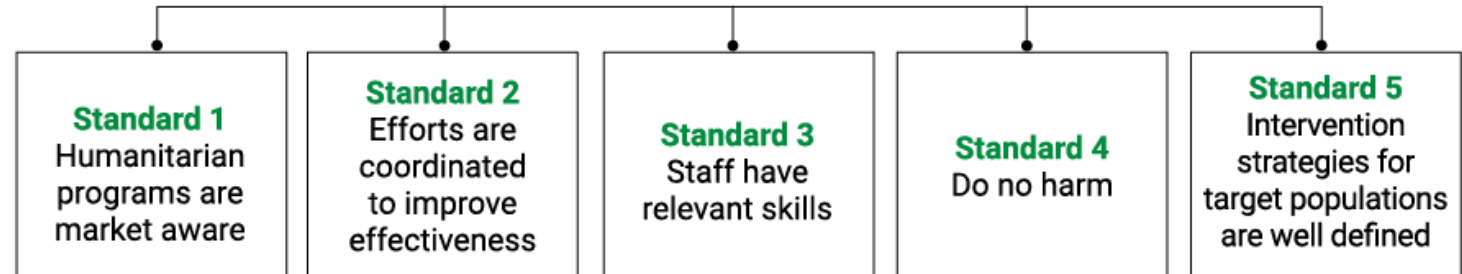 Standard 1
Humanitarian
programs are
market aware
Standard 2
Efforts are
coordinated
to improve
effectiveness
Standard 3
Staff have
relevant skills
Standard 4
Do no harm
Standard 5
Intervention
strategies for
target populations
are well defined